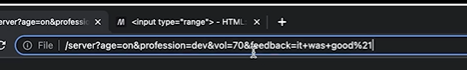 erver?age=on&professic
<input type="range"> - HTML:
File /server?age=on&profession=dev&vol=70&feedback=it+was+good%21